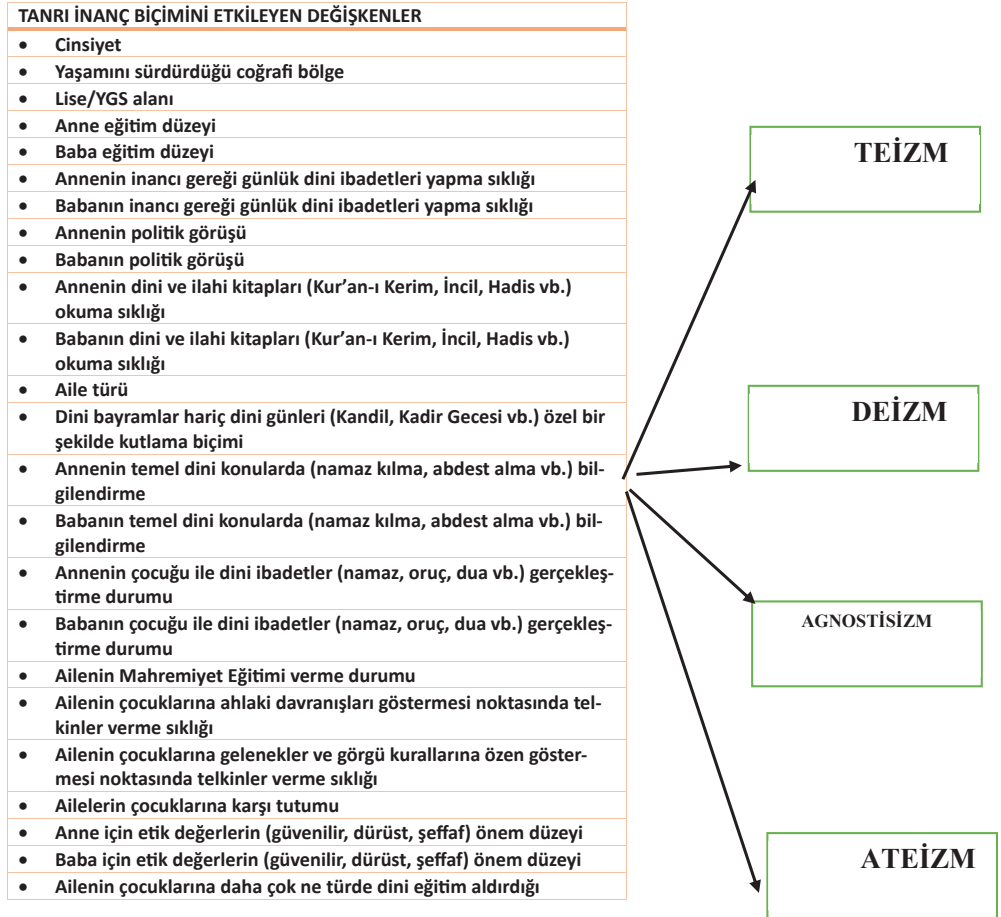 TANRI İNANÇ BİÇİMİNİ ETKİLEYEN DEĞİŞKENLER
• Cinsiyet
• Yaşamını sürdürdüğü coğrafi bölge
• Lise/YGS alanı
• Anne eğitim düzeyi
• Baba eğitim düzeyi
• Annenin inancı gereği günlük dini ibadetleri yapma sıklığı
• Babanın inancı gereği günlük dini ibadetleri yapma sıklığı
• Annenin politik görüşü
• Babanın politik görüşü
• Annenin dini ve ilahi kitapları (Kur’an-ı Kerim, İncil, Hadis vb.)
okuma sıklığı
• Babanın dini ve ilahi kitapları (Kur’an-ı Kerim, İncil, Hadis vb.)
okuma sıklığı
• Aile türü
• Dini bayramlar hariç dini günleri (Kandil, Kadir Gecesi vb.) özel bir
şekilde kutlama biçimi
• Annenin temel dini konularda (namaz kılma, abdest alma vb.) bil-
gilendirme
• Babanın temel dini konularda (namaz kılma, abdest alma vb.) bil-
gilendirme
• Annenin çocuğu ile dini ibadetler (namaz, oruç, dua vb.) gerçekleş-
tirme durumu
• Babanın çocuğu ile dini ibadetler (namaz, oruç, dua vb.) gerçekleş-
tirme durumu
• Ailenin Mahremiyet Eğitimi verme durumu
• Ailenin çocuklarına ahlaki davranışları göstermesi noktasında tel-
kinler verme sıklığı
• Ailenin çocuklarına gelenekler ve görgü kurallarına özen göster-
mesi noktasında telkinler verme sıklığı
• Ailelerin çocuklarına karşı tutumu
• Anne için etik değerlerin (güvenilir, dürüst, şeffaf) önem düzeyi
• Baba için etik değerlerin (güvenilir, dürüst, şeffaf) önem düzeyi
• Ailenin çocuklarına daha çok ne türde dini eğitim aldırdığı
TEİZM
DEİZM
AGNOSTİSİZM
ATEİZM